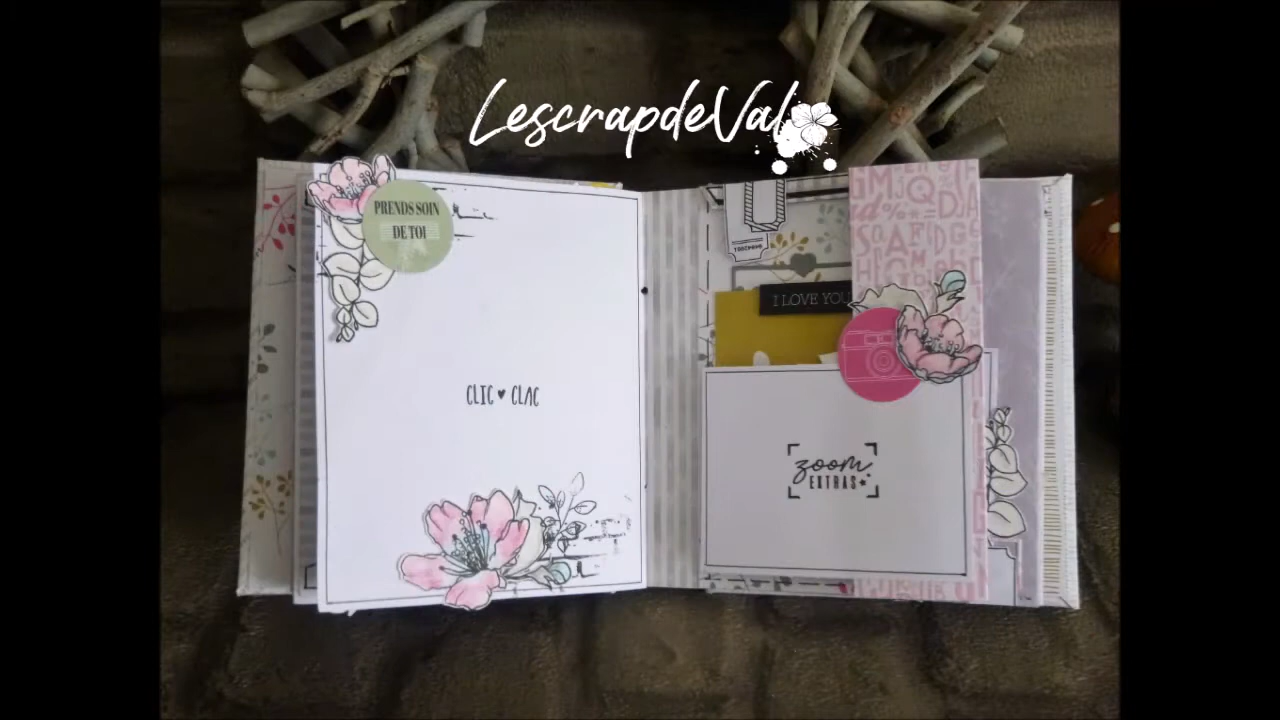 LescrapdeVal
PRENDS SOIN
DE TOI
CLIC ♥ CLAC
I LOVE YOU
zoom
EXTRAS★